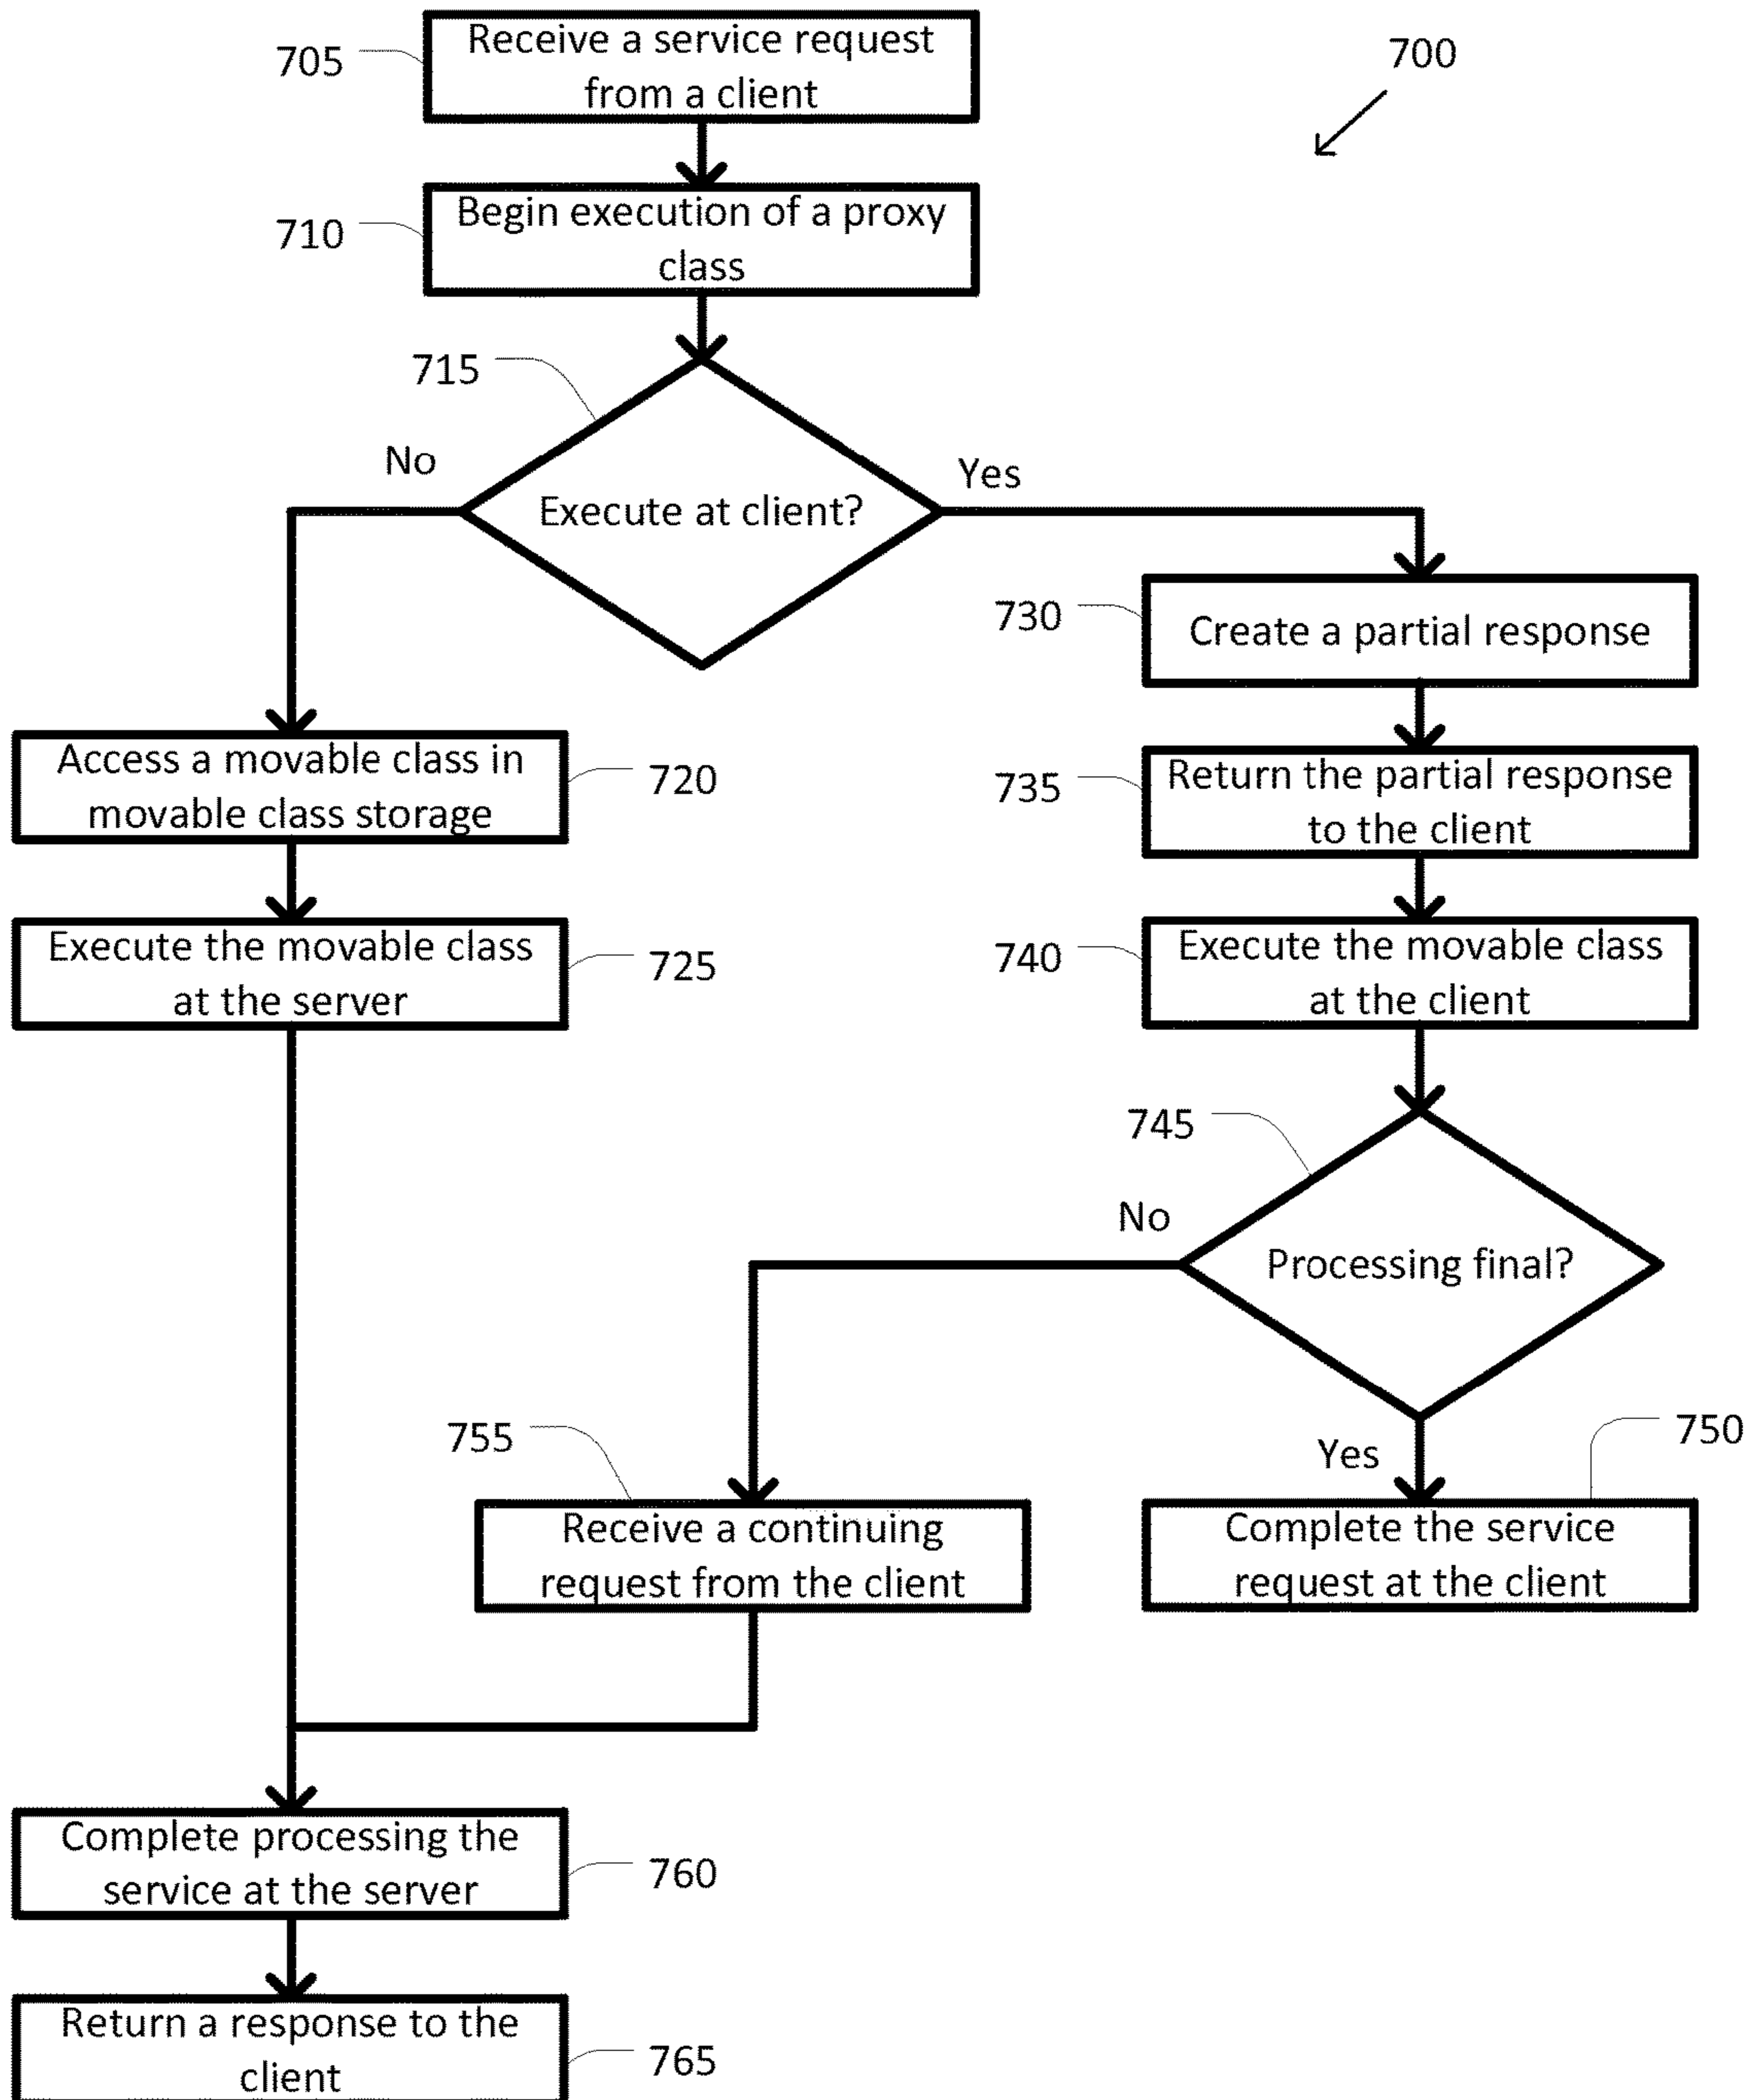 705
Receive a service request
from a client
700
710
Begin execution of a proxy
class
715
No
Execute at client?
Yes
730
Create a partial response
Access a movable class in
movable class storage
720
735
Return the partial response
to the client
Execute the movable class
at the server
725
740
Execute the movable class
at the client
745
No
Processing final?
755
Yes
750
Receive a continuing
request from the client
Complete the service
request at the client
Complete processing the
service at the server
760
Return a response to the
client
765